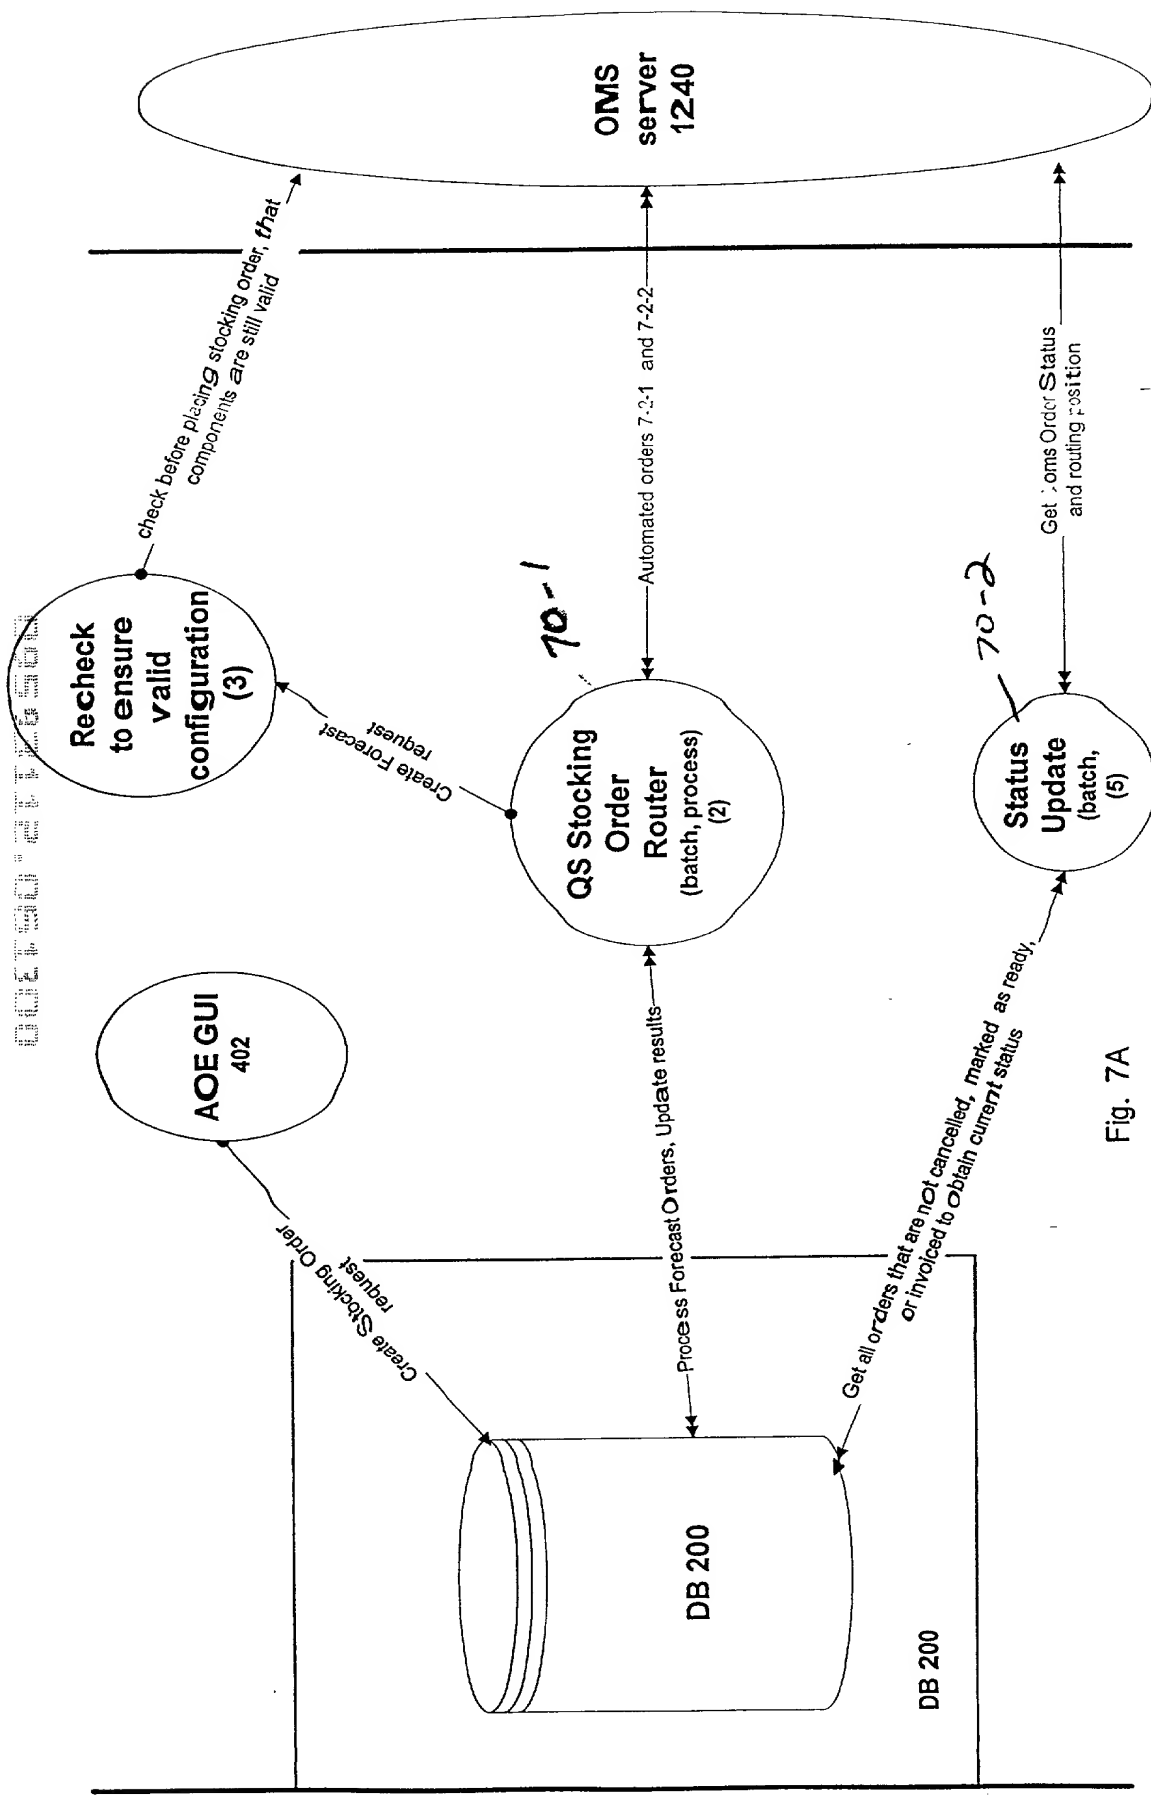 OMS
server
1240
check before placing stocking order, that
components are still valid
Automated orders 7-2-1 and 7-2-2
Get Coms Order Status
and routing position
Recheck
to ensure
valid
configuration
(3)
Create Forecast
request
70-1
QS Stocking
Order
Router
(batch, process)
(2)
70-2
Status
Update
(batch,
(5)
AOE GUI
402
Create Stocking Order
request
Process Forecast Orders, Update results
Get all orders that are not cancelled, marked as ready,
or invoiced to obtain current status
DB 200
DB 200
Fig. 7A